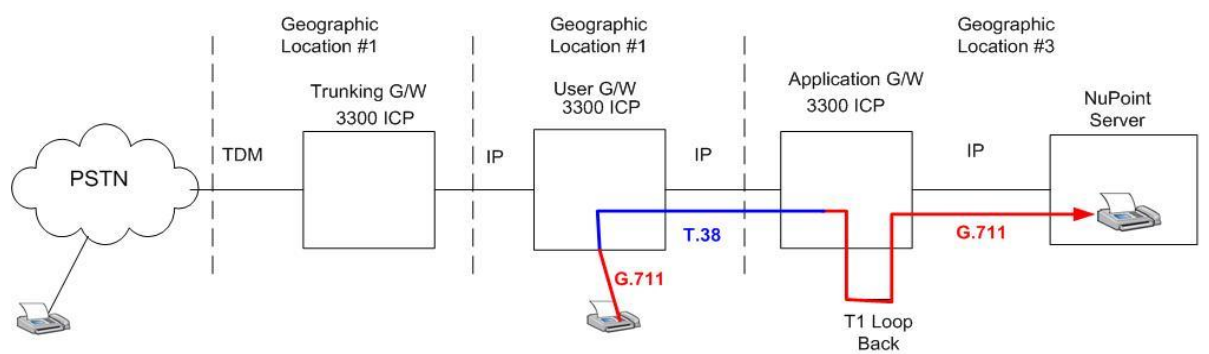 Geographic
Location #1
Geographic
Location #1
Geographic
Location #3
Trunking G/W
3300 ICP
User G/W
3300 ICP
Application G/W
3300 ICP
NuPoint
Server
PSTN
TDM
IP
IP
IP
T.38
G.711
G.711
T1 Loop
Back